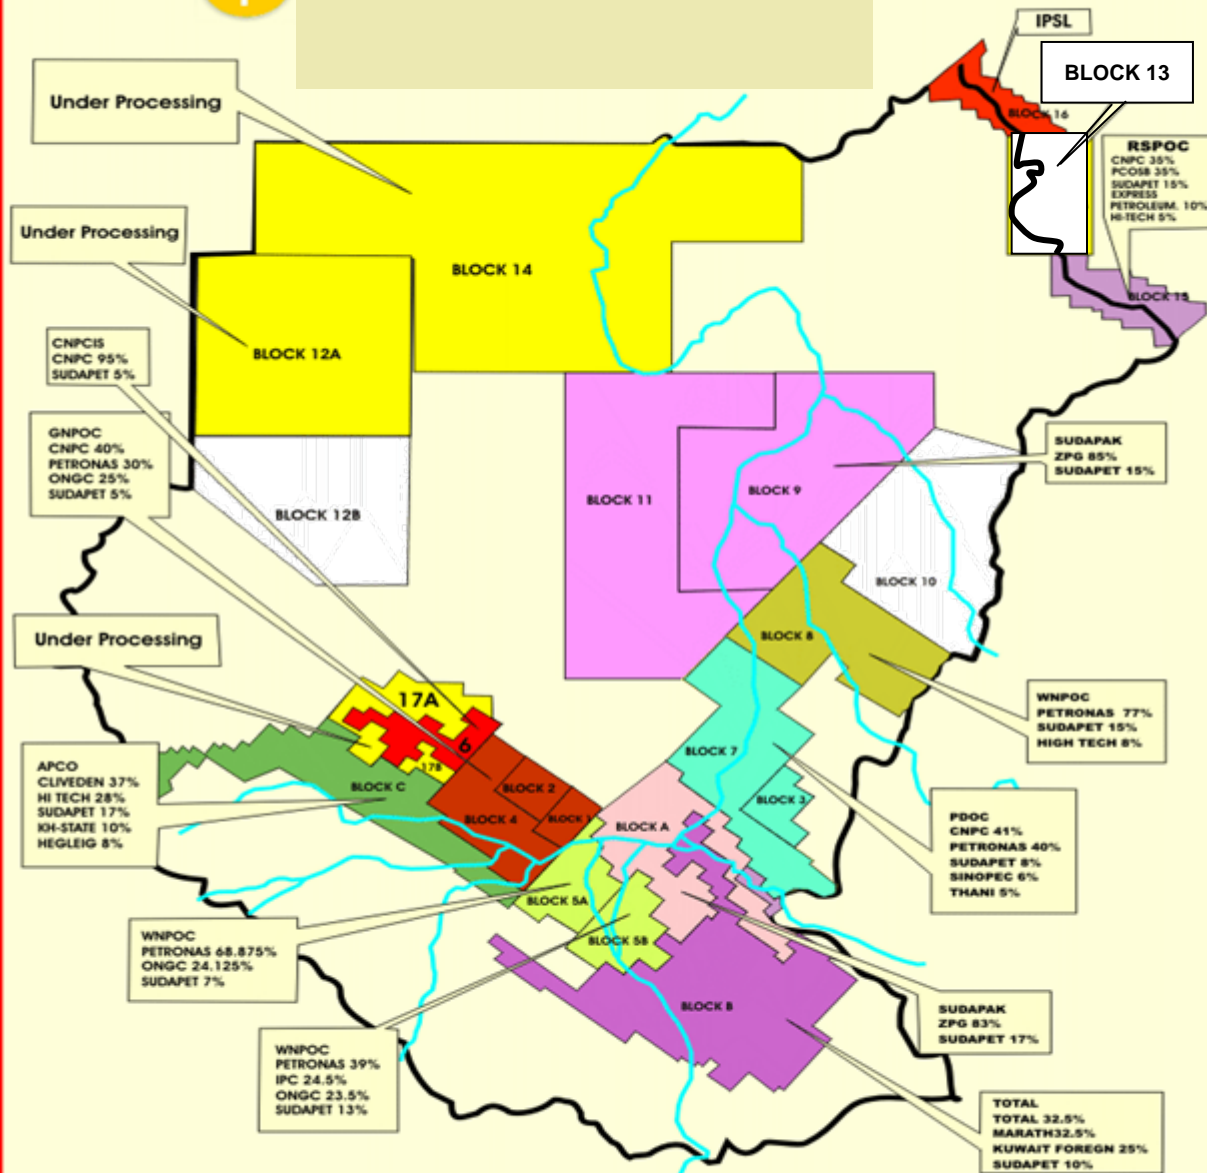 IPSL
BLOCK 13
Under Processing
BLOCK 16
RSPOC
CNPC 35%
PCOSB 35%
SUDAPET 15%
EXPRESS
PETROLEUM. 10%
HI-TECH 5%
Under Processing
BLOCK 14
BLOCK 15
BLOCK 12A
CNPCIS
CNPC 95%
SUDAPET 5%
GNPOC
CNPC 40%
PETRONAS 30%
ONGC 25%
SUDAPET 5%
SUDAPAK
ZPG 85%
SUDAPET 15%
BLOCK 11
BLOCK 9
BLOCK 12B
BLOCK 10
Under Processing
BLOCK 8
WNPOC
PETRONAS 77%
SUDAPET 15%
HIGH TECH 8%
17A
6
17B
BLOCK 7
APCO
CLIVEDEN 37%
HI TECH 28%
SUDAPET 17%
KH-STATE 10%
HEGLEIG 8%
BLOCK C
BLOCK 2
BLOCK 3
BLOCK 4
BLOCK 1
BLOCK A
PDOC
CNPC 41%
PETRONAS 40%
SUDAPET 8%
SINOPEC 6%
THANI 5%
BLOCK 5A
BLOCK 5B
WNPOC
PETRONAS 68.875%
ONGC 24.125%
SUDAPET 7%
BLOCK B
SUDAPAK
ZPG 83%
SUDAPET 17%
WNPOC
PETRONAS 39%
IPC 24.5%
ONGC 23.5%
SUDAPET 13%
TOTAL
TOTAL 32.5%
MARATH32.5%
KUWAIT FOREGN 25%
SUDAPET 10%